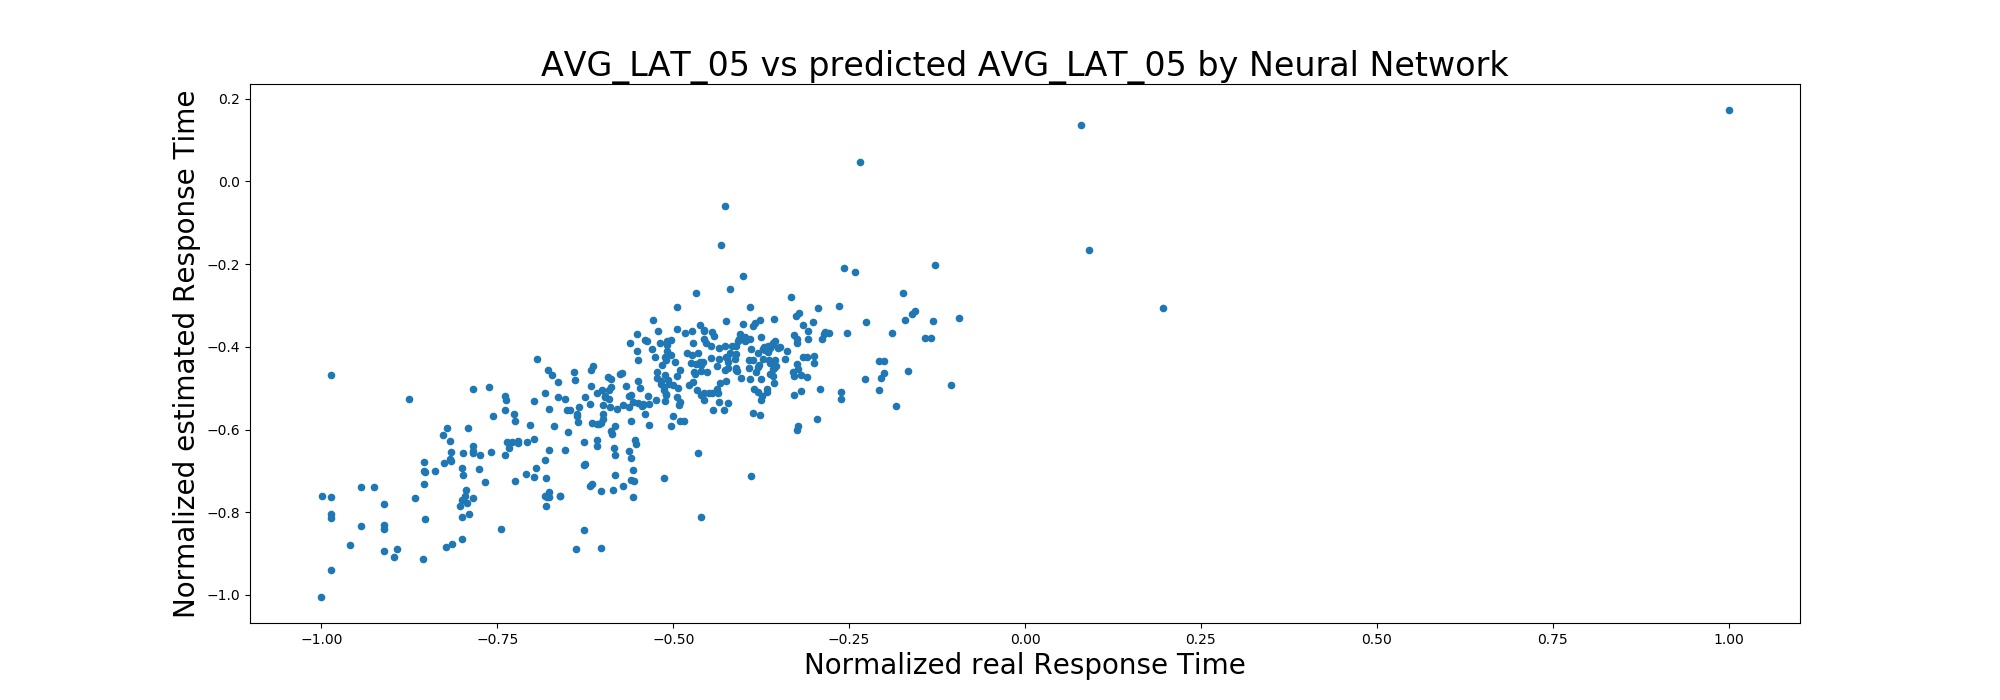 AVG_LAT_05 vs predicted AVG_LAT_05 by Neural Network
Normalized estimated Response Time
0.2
0.0
−0.2
−0.4
−0.6
−0.8
−1.0
−1.00 −0.75 −0.50 −0.25 0.00 0.25 0.50 0.75 1.00
Normalized real Response Time